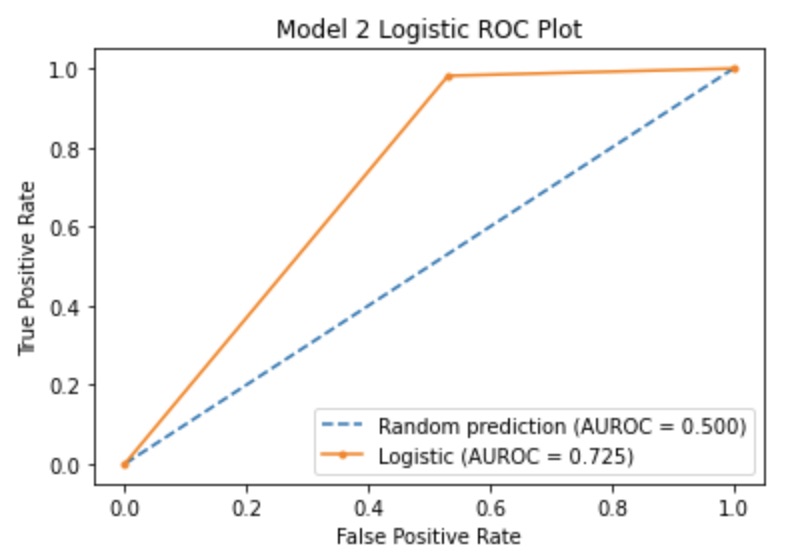 Model 2 Logistic ROC Plot
1.0
0.8
0.6
0.4
0.2
0.0
True Positive Rate
Random prediction (AUROC = 0.500)
Logistic (AUROC = 0.725)
0.0 0.2 0.4 0.6 0.8 1.0
False Positive Rate